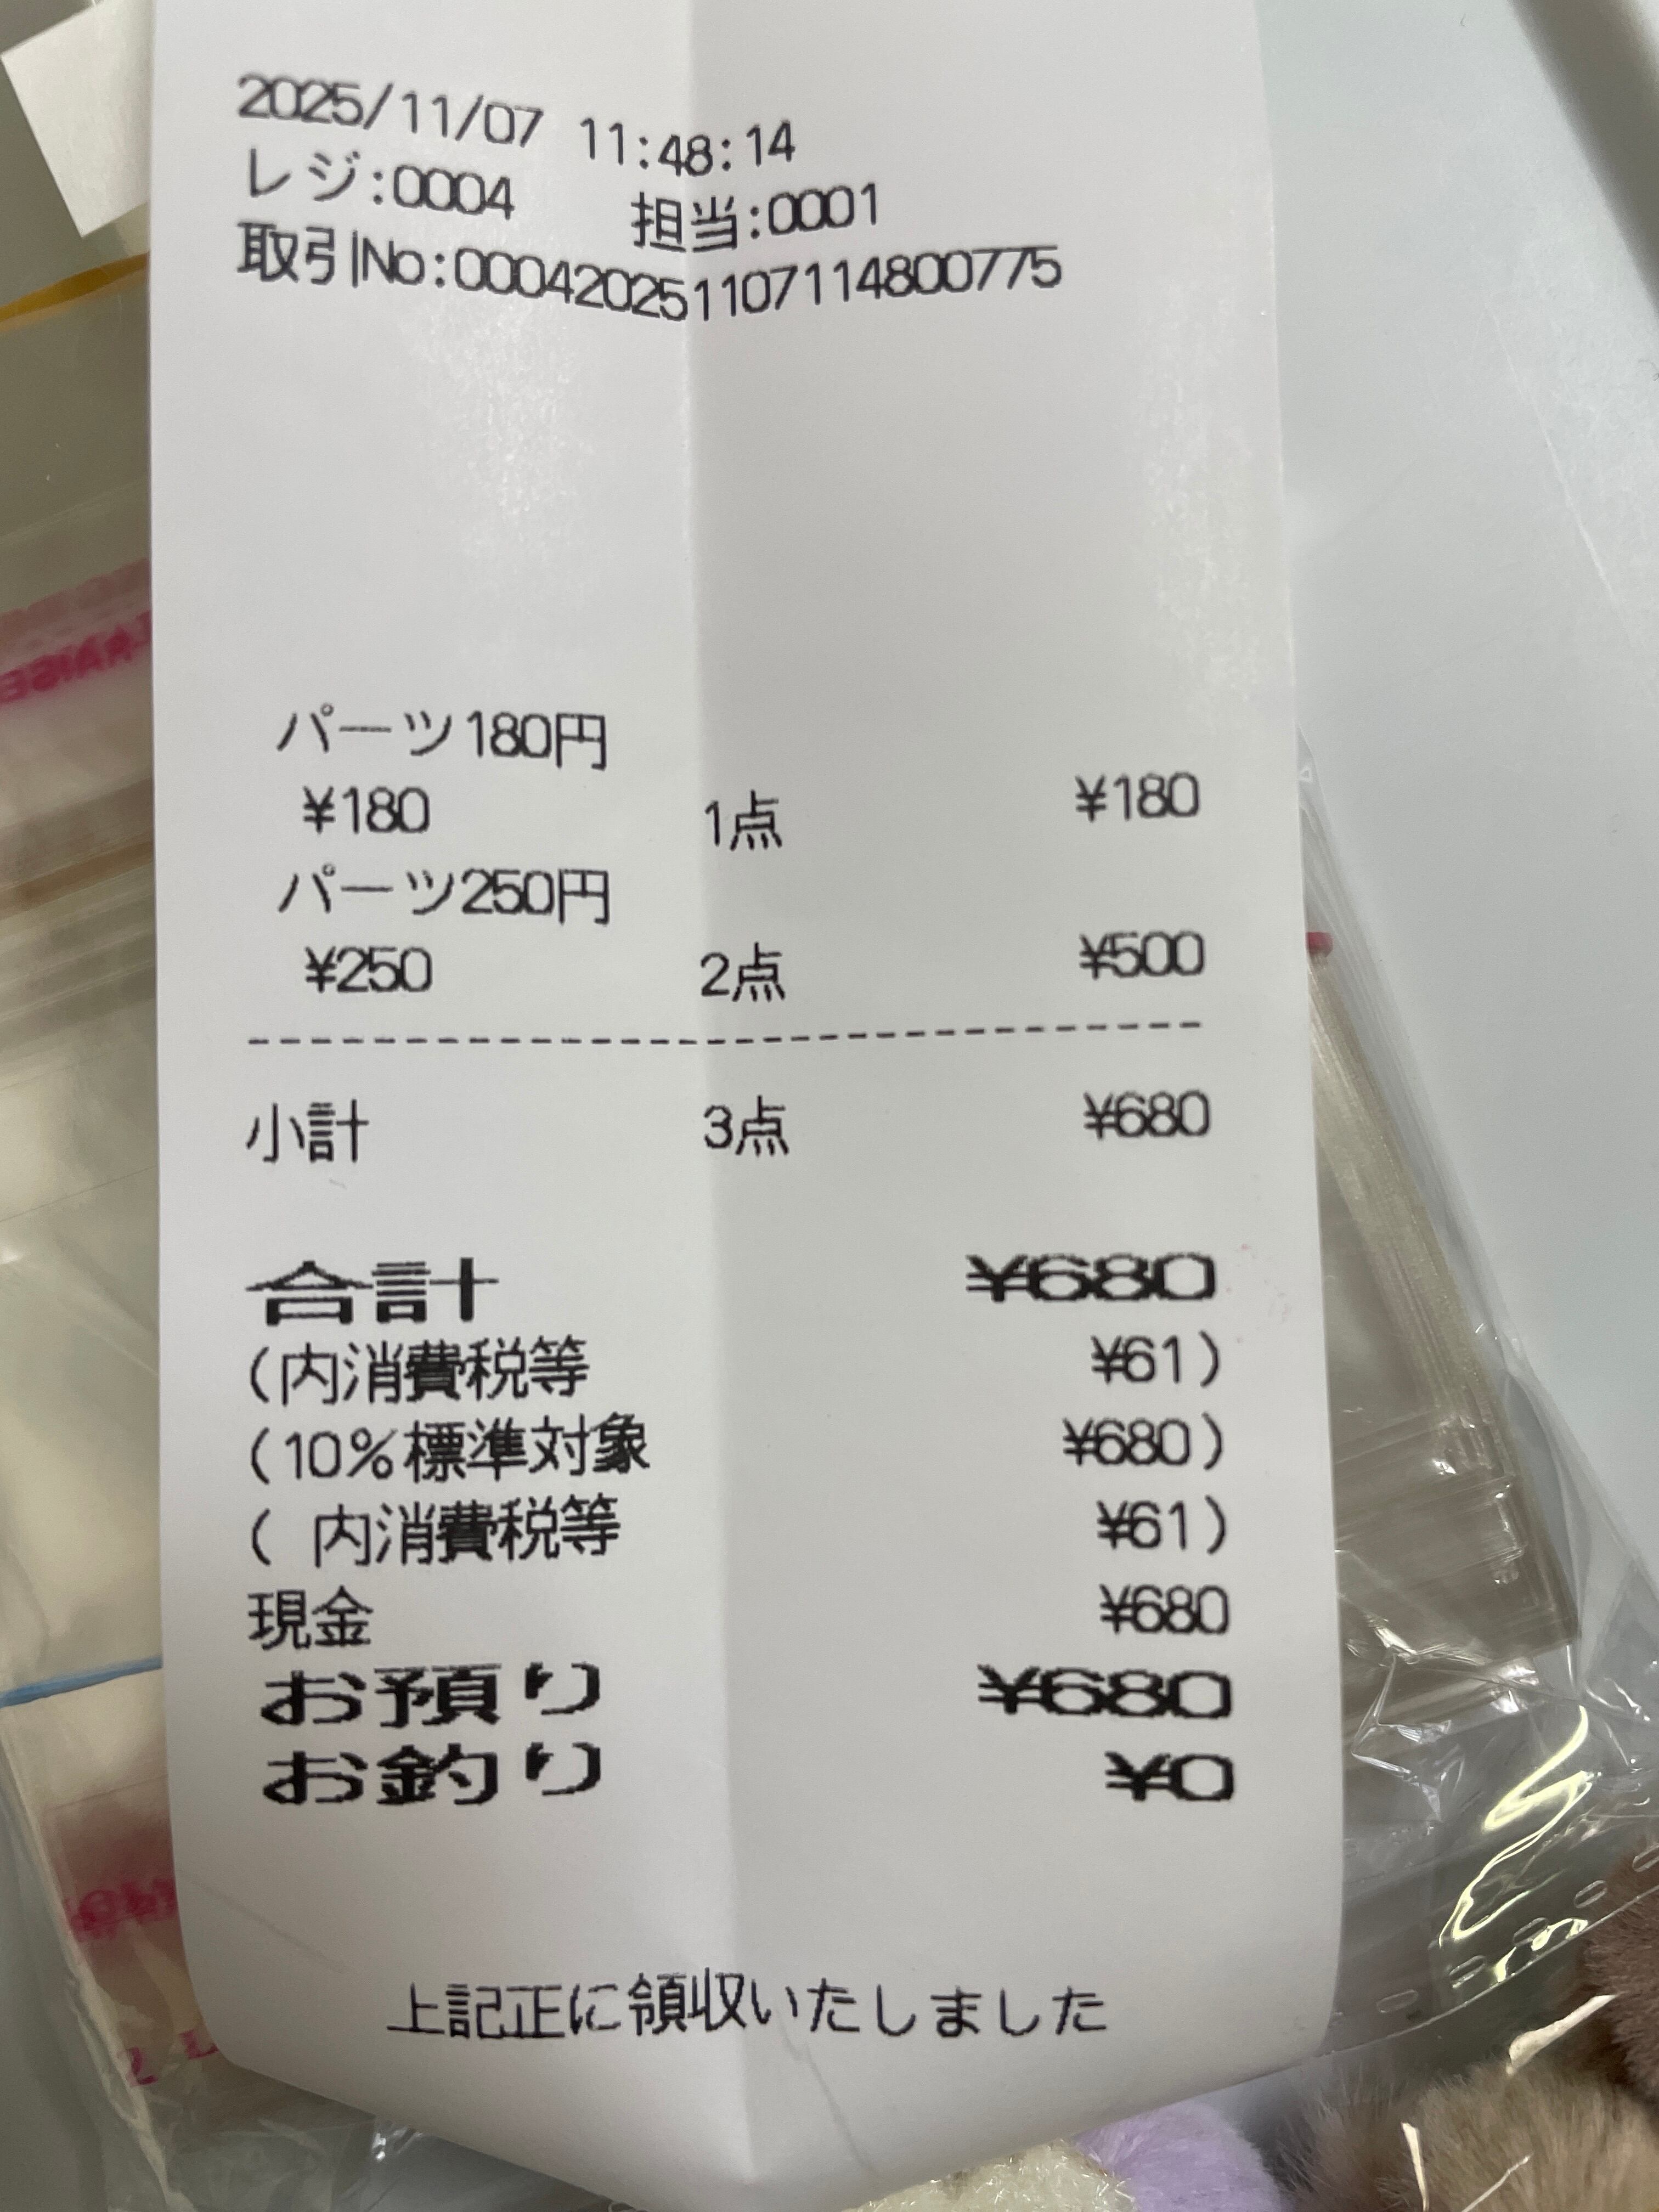 2025/11/07 11:48:14
レジ:0004 担当:0001
取引No:00042025110711480​0775
パーツ180円
¥180 1点 ¥180
パーツ250円
¥250 2点 ¥500
小計 3点 ¥680
合計 ¥680
(内消費税等 ¥61)
(10%標準対象 ¥680)
( 内消費税等 ¥61)
現金 ¥680
お預り ¥680
お釣り ¥0
上記正に領収いたしました